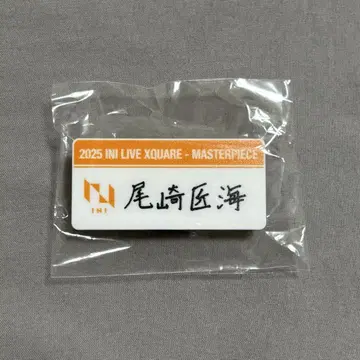 2025 INI LIVE XQUARE - MASTERPIECE
尾崎匠海
INI